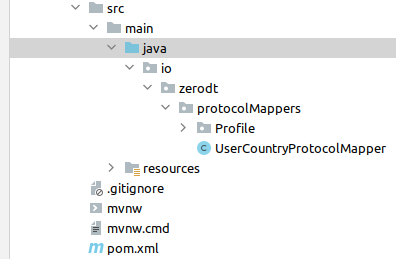 src
main
java
io
zerodt
protocolMappers
Profile
UserCountryProtocolMapper
resources
.gitignore
mvnw
mvnw.cmd
pom.xml